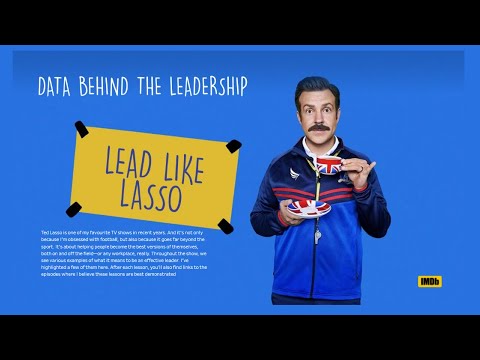 DATA BEHIND THE LEADERSHIP
LEAD LIKE
LASSO
Ted Lasso is one of my favourite TV shows in recent years. And it's not only
because I'm obsessed with football, but also because it goes far beyond the
sport. It's about helping people become the best versions of themselves,
both on and off the field—or any workplace, really. Throughout the show, we
see various examples of what it means to be an effective leader. I've
highlighted a few of them here. After each lesson, you'll also find links to the
episodes where I believe these lessons are best demonstrated
IMDb